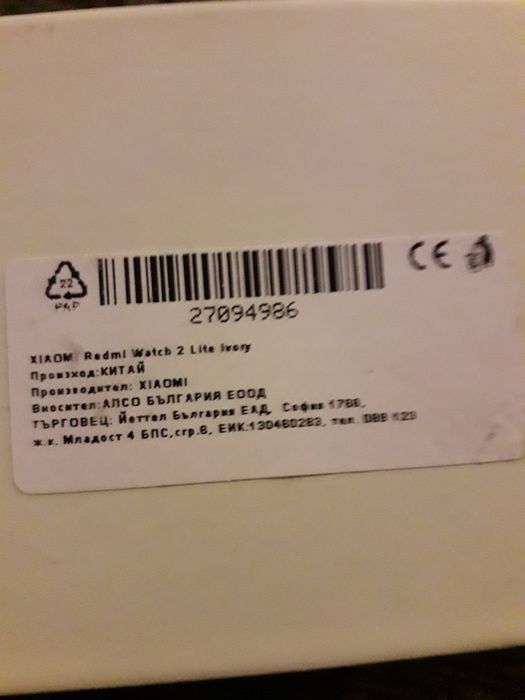 22
PAP
CE
27094986
XIAOMI Redmi Watch 2 Lite Ivory
Произход:КИТАЙ
Производител: XIAOMI
Вносител:АЛСО БЪЛГАРИЯ ЕООД
ТЪРГОВЕЦ: Йеттел България ЕАД, София 1766,
ж.к. Младост 4 БПС,сгр.6, ЕИК:130460283, тел. 088 123